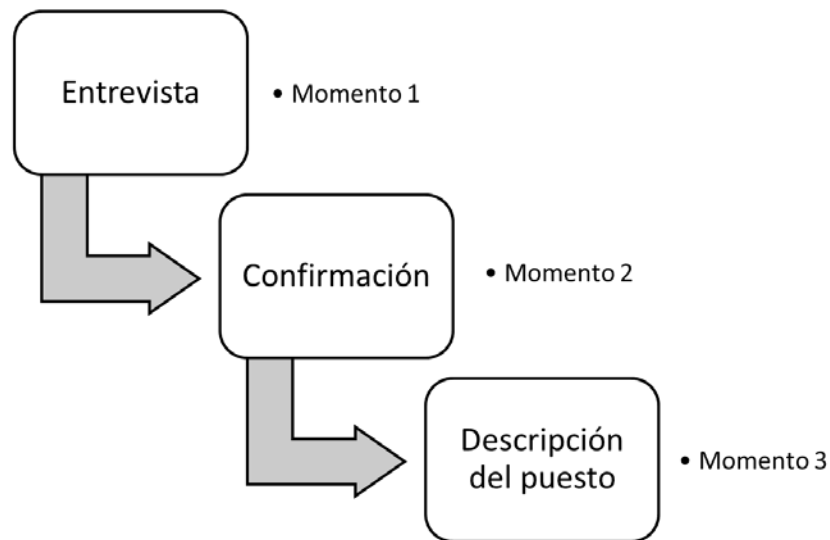 Entrevista
• Momento 1
Confirmación
• Momento 2
Descripción
del puesto
• Momento 3